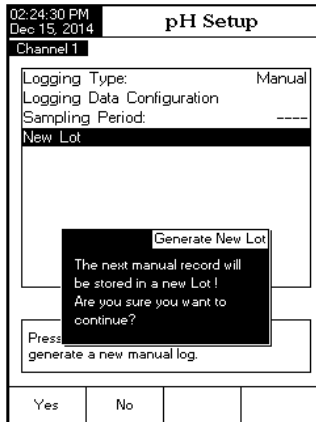 02:24:30 PM
Dec 15, 2014
pH Setup
Channel 1
Logging Type: Manual
Logging Data Configuration
Sampling Period: ----
New Lot
Generate New Lot
The next manual record will
be stored in a new Lot !
Are you sure you want to
continue?
Press
generate a new manual log.
Yes No